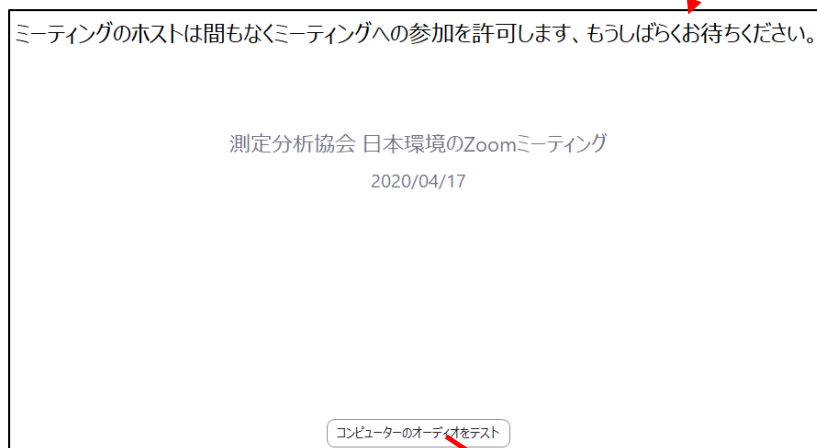 ミーティングのホストは間もなくミーティングへの参加を許可します、もうしばらくお待ちください。
測定分析協会 日本環境のZoomミーティング
2020/04/17
コンピューターのオーディオをテスト